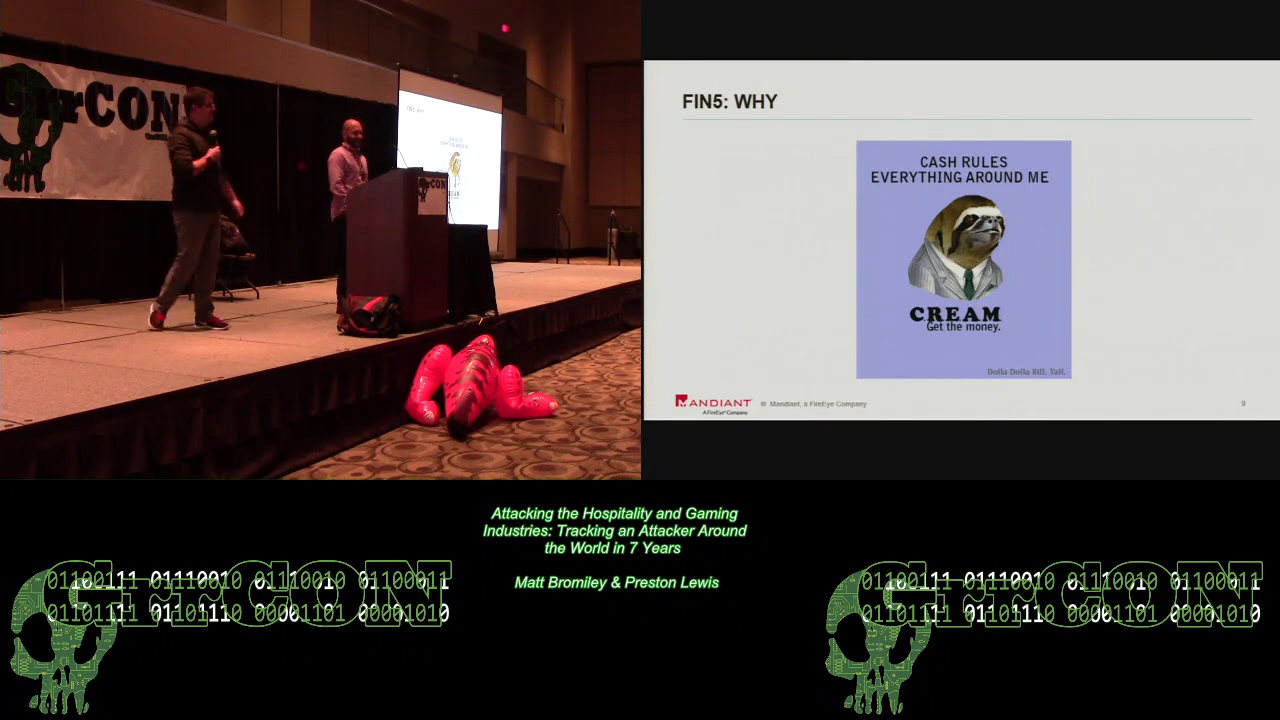 GrrCON
FIN5: WHY
CASH RULES
EVERYTHING AROUND ME
CREAM
Get the money.
Dolla Dolla Bill, Yall.
MANDIANT
A FireEye® Company
© Mandiant, a FireEye Company
9
Attacking the Hospitality and Gaming
Industries: Tracking an Attacker Around
the World in 7 Years
Matt Bromiley & Preston Lewis
GrrCON
01100111 01110010 01110010 01100011
01101111 01101110 00001101 00001010
GrrCON
01100111 01110010 01110010 01100011
01101111 01101110 00001101 00001010